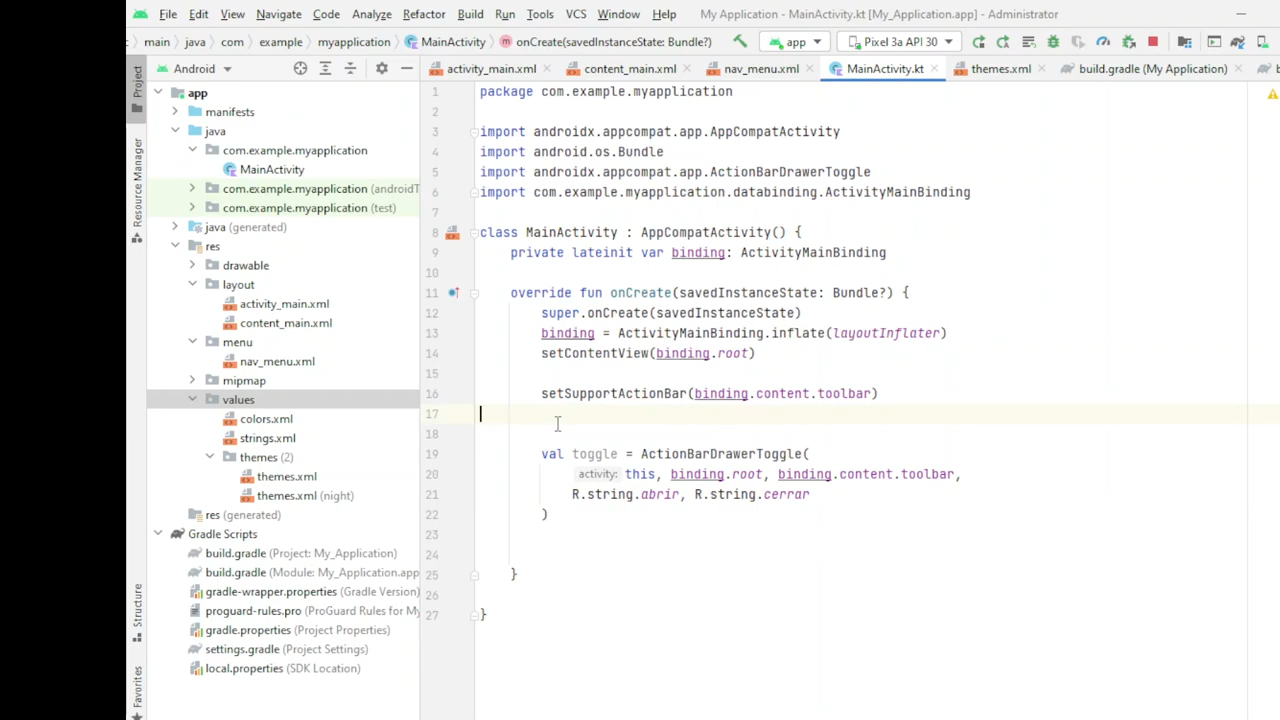 File Edit View Navigate Code Analyze Refactor Build Run Tools VCS Window Help My Application - MainActivity.kt [My_Application.app] - Administrator
main java com example myapplication MainActivity onCreate(savedInstanceState: Bundle?) app Pixel 3a API 30
Android activity_main.xml content_main.xml nav_menu.xml MainActivity.kt themes.xml build.gradle (My Application)
Project
Resource Manager
Structure
Favorites
app
manifests
java
com.example.myapplication
MainActivity
com.example.myapplication (androidT
com.example.myapplication (test)
java (generated)
res
drawable
layout
activity_main.xml
content_main.xml
menu
nav_menu.xml
mipmap
values
colors.xml
strings.xml
themes (2)
themes.xml
themes.xml (night)
res (generated)
Gradle Scripts
build.gradle (Project: My_Application)
build.gradle (Module: My_Application.app
gradle-wrapper.properties (Gradle Version)
proguard-rules.pro (ProGuard Rules for My
gradle.properties (Project Properties)
settings.gradle (Project Settings)
local.properties (SDK Location)
1 package com.example.myapplication
2
3 import androidx.appcompat.app.AppCompatActivity
4 import android.os.Bundle
5 import androidx.appcompat.app.ActionBarDrawerToggle
6 import com.example.myapplication.databinding.ActivityMainBinding
7
8 class MainActivity : AppCompatActivity() {
9 private lateinit var binding: ActivityMainBinding
10
11 override fun onCreate(savedInstanceState: Bundle?) {
12 super.onCreate(savedInstanceState)
13 binding = ActivityMainBinding.inflate(layoutInflater)
14 setContentView(binding.root)
15
16 setSupportActionBar(binding.content.toolbar)
17
18
19 val toggle = ActionBarDrawerToggle(
20 activity: this, binding.root, binding.content.toolbar,
21 R.string.abrir, R.string.cerrar
22 )
23
24
25 }
26
27 }